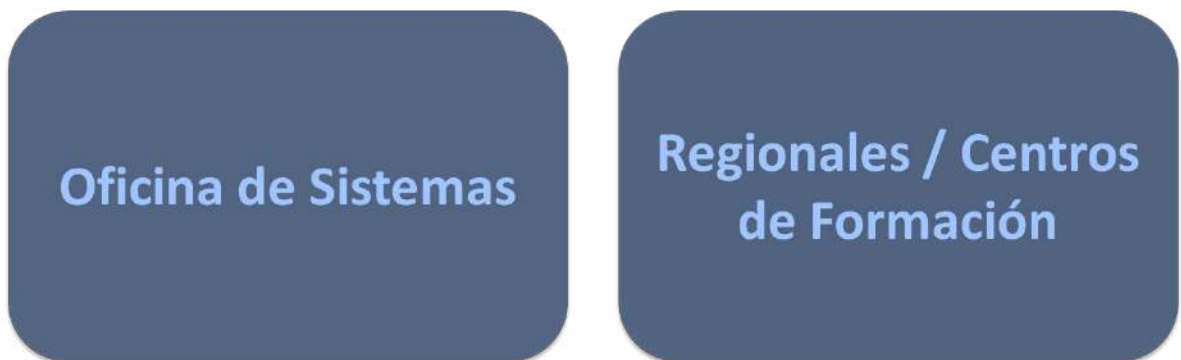 Oficina de Sistemas
Regionales / Centros
de Formación